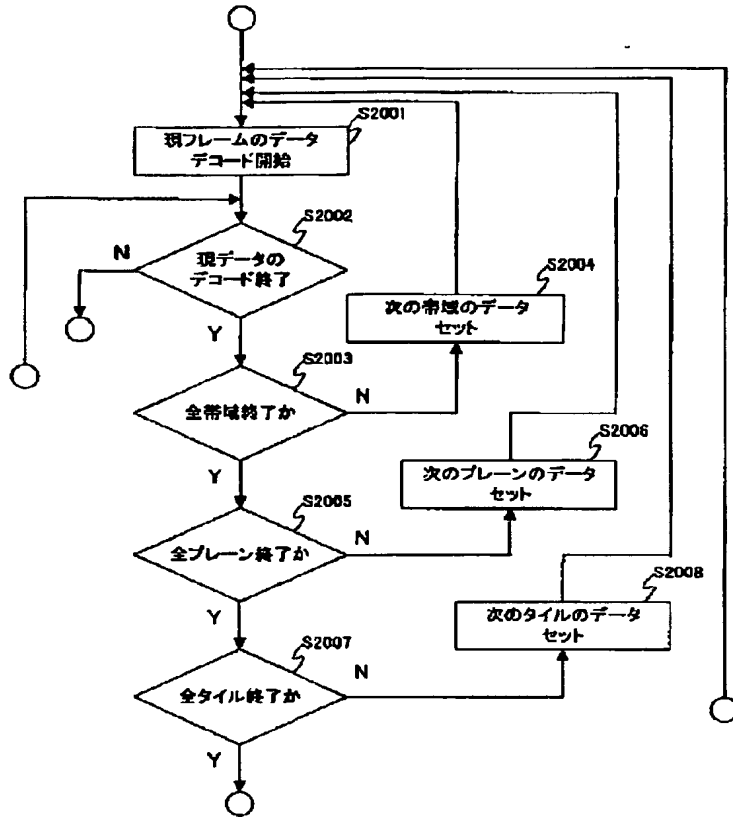 S2001
現フレームのデータ
デコード開始
S2002
N
現データの
デコード終了
Y
S2004
次の帯域のデータ
セット
S2003
全帯域終了か
N
Y
S2006
次のプレーンのデータ
セット
S2005
全プレーン終了か
N
Y
S2008
次のタイルのデータ
セット
S2007
全タイル終了か
N
Y